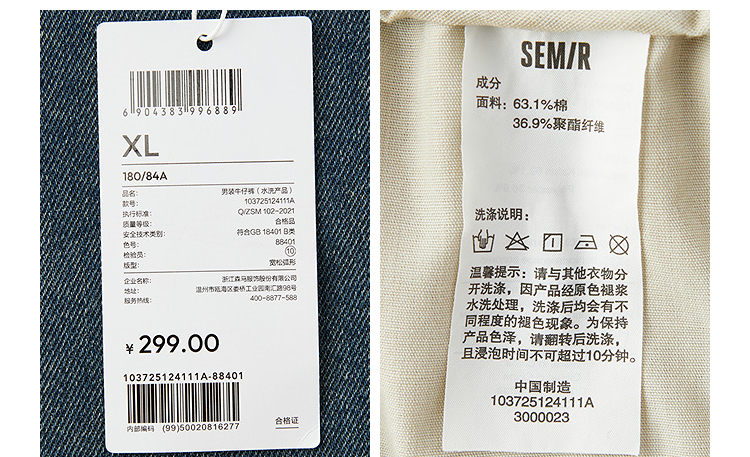 6 904383 996889
XL
180/84A
品名: 男装牛仔裤（水洗产品）
款号: 103725124111A
执行标准: Q/ZSM 102-2021
质量等级: 合格品
安全技术类别: 符合GB 18401 B类
色号: 88401
检验员: 10
版型: 宽松弧形
企业名称: 浙江森马服饰股份有限公司
地址: 温州市瓯海区娄桥工业园南汇路98号
服务热线: 400-8877-588
¥ 299.00
103725124111A-88401
内部编码 (99)50020816277
合格证
SEMIR
成分
面料: 63.1%棉
36.9%聚酯纤维
洗涤说明:
温馨提示: 请与其他衣物分
开洗涤，因产品经原色褪浆
水洗处理，洗涤后均会有不
同程度的褪色现象。为保持
产品色泽，请翻转后洗涤，
且浸泡时间不可超过10分钟。
中国制造
103725124111A
3000023